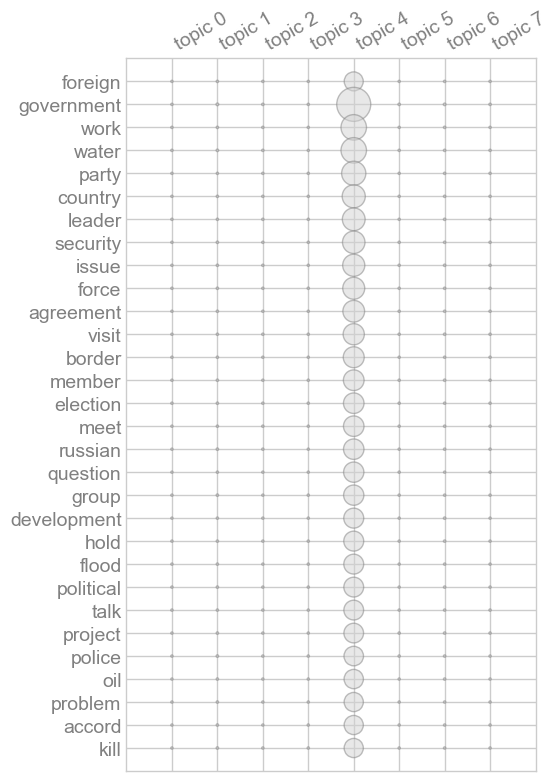 topic 0 topic 1 topic 2 topic 3 topic 4 topic 5 topic 6 topic 7
foreign
government
work
water
party
country
leader
security
issue
force
agreement
visit
border
member
election
meet
russian
question
group
development
hold
flood
political
talk
project
police
oil
problem
accord
kill